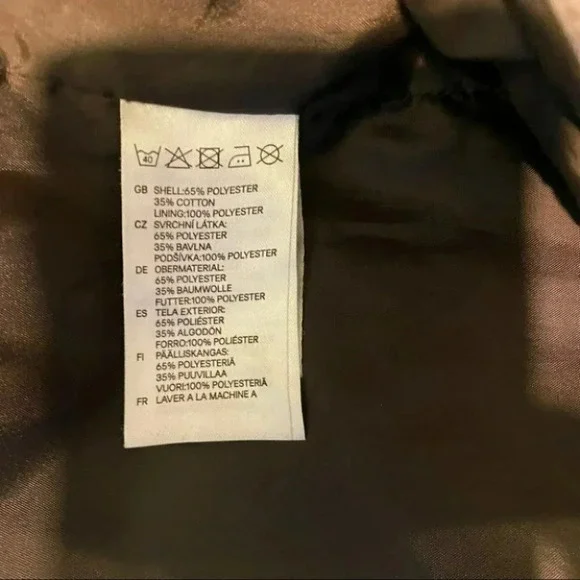 40
GB SHELL:65% POLYESTER
35% COTTON
LINING:100% POLYESTER
CZ SVRCHNÍ LÁTKA:
65% POLYESTER
35% BAVLNA
PODŠÍVKA:100% POLYESTER
DE OBERMATERIAL:
65% POLYESTER
35% BAUMWOLLE
FUTTER:100% POLYESTER
ES TELA EXTERIOR:
65% POLIÉSTER
35% ALGODÓN
FORRO:100% POLIÉSTER
FI PÄÄLLISKANGAS:
65% POLYESTERIÄ
35% PUUVILLAA
VUORI:100% POLYESTERIÄ
FR LAVER A LA MACHINE A